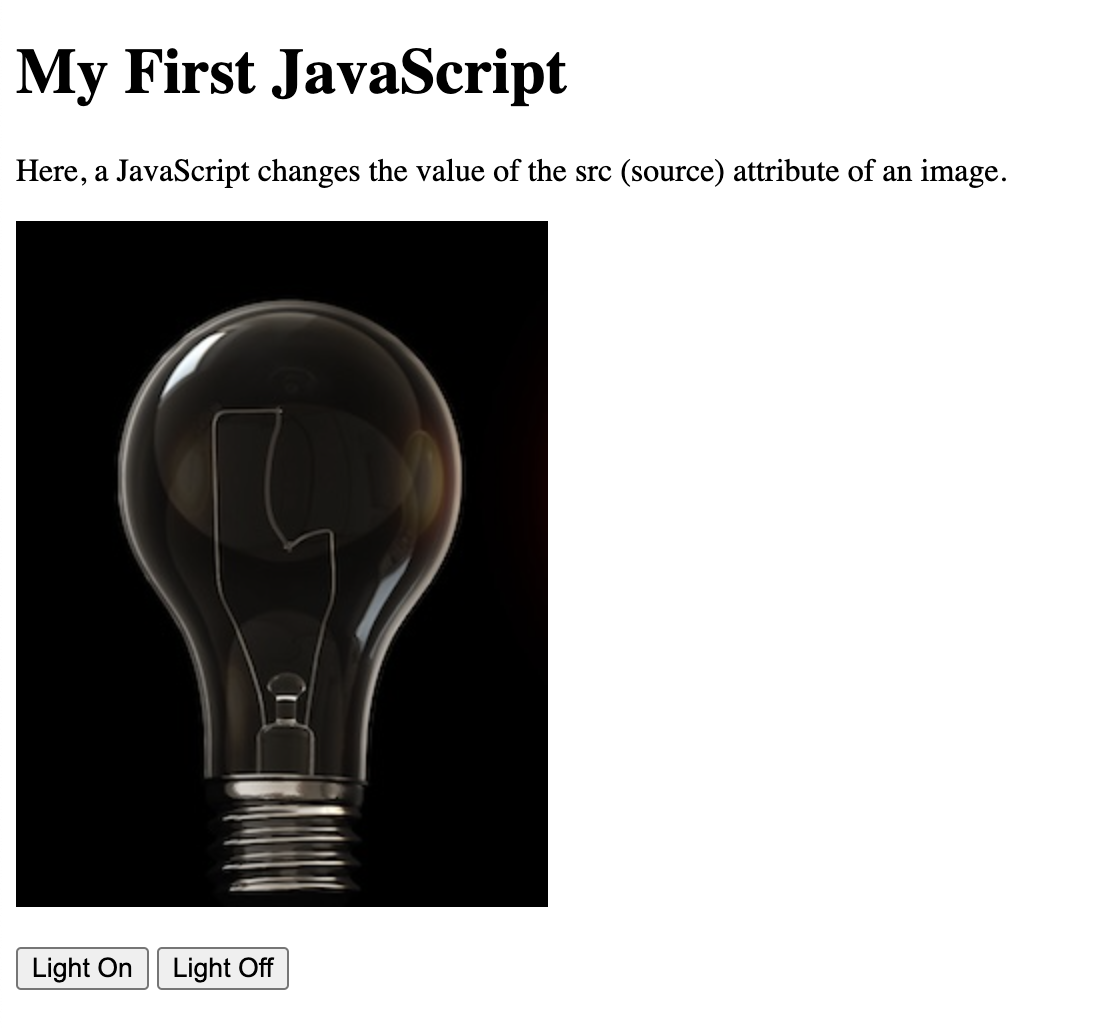 My First JavaScript
Here, a JavaScript changes the value of the src (source) attribute of an image.
Light On Light Off